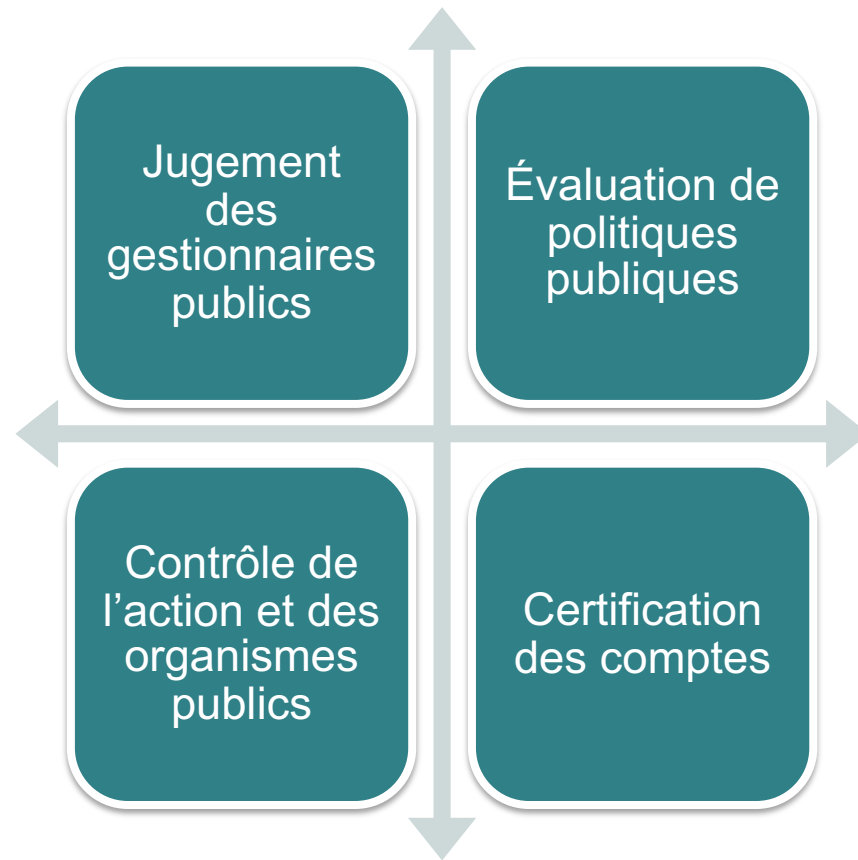 Jugement
des
gestionnaires
publics
Évaluation de
politiques
publiques
Contrôle de
l’action et des
organismes
publics
Certification
des comptes